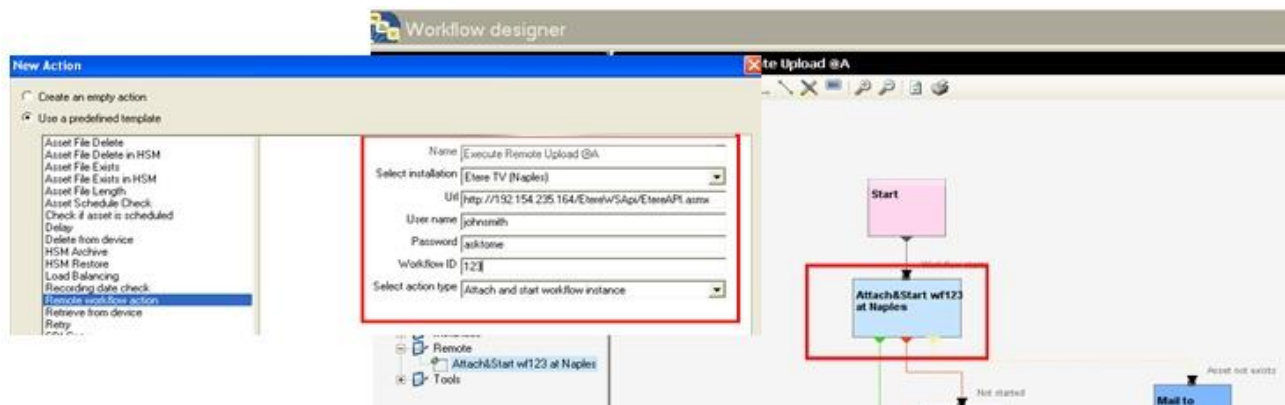 Workflow designer
New Action
te Upload @A
Create an empty action
Use a predefined template
Asset File Delete
Asset File Delete in HSM
Asset File Exists
Asset File Exists in HSM
Asset File Length
Asset Schedule Check
Check if asset is scheduled
Delay
Delete from device
HSM Archive
HSM Restore
Load Balancing
Recording date check
Remote workflow action
Retrieve from device
Retry
Name Execute Remote Upload @A
Select installation Etere TV (Naples)
Url http://192.154.235.164/EtereWSApi/EtereAPI.asmx
User name johnsmith
Password asktome
Workflow ID 123
Select action type Attach and start workflow instance
Remote
Attach&Start wf123 at Naples
Tools
Start
Attach&Start wf123
at Naples
Not started
Asset not exists
Mail to